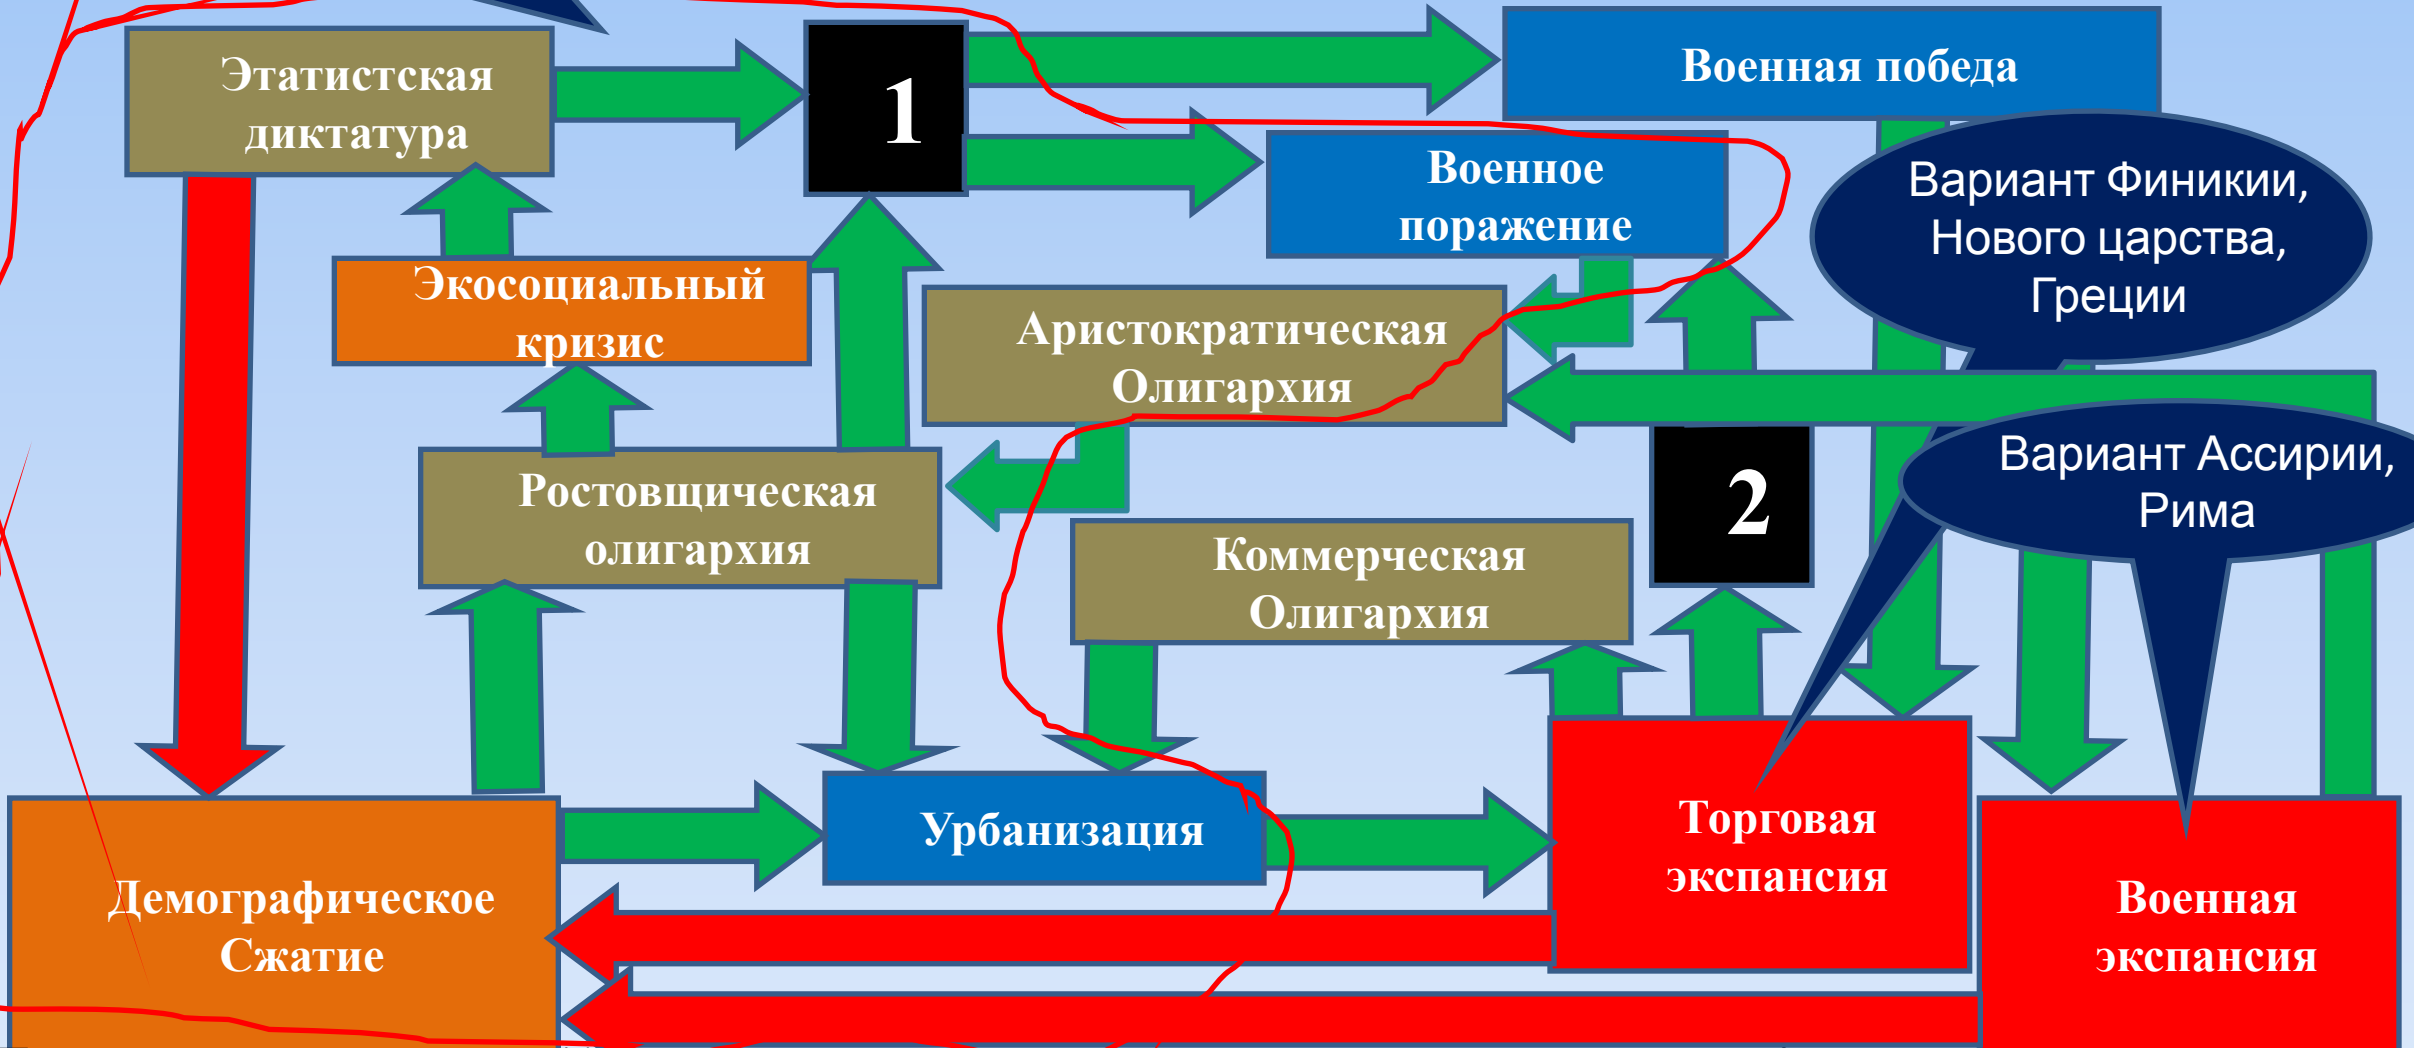 Этатистская
диктатура
1
Военная победа
Военное
поражение
Вариант Финикии,
Нового царства,
Греции
Экосоциальный
кризис
Аристократическая
Олигархия
Вариант Ассирии,
Рима
Ростовщическая
олигархия
2
Коммерческая
Олигархия
Урбанизация
Торговая
экспансия
Демографическое
Сжатие
Военная
экспансия